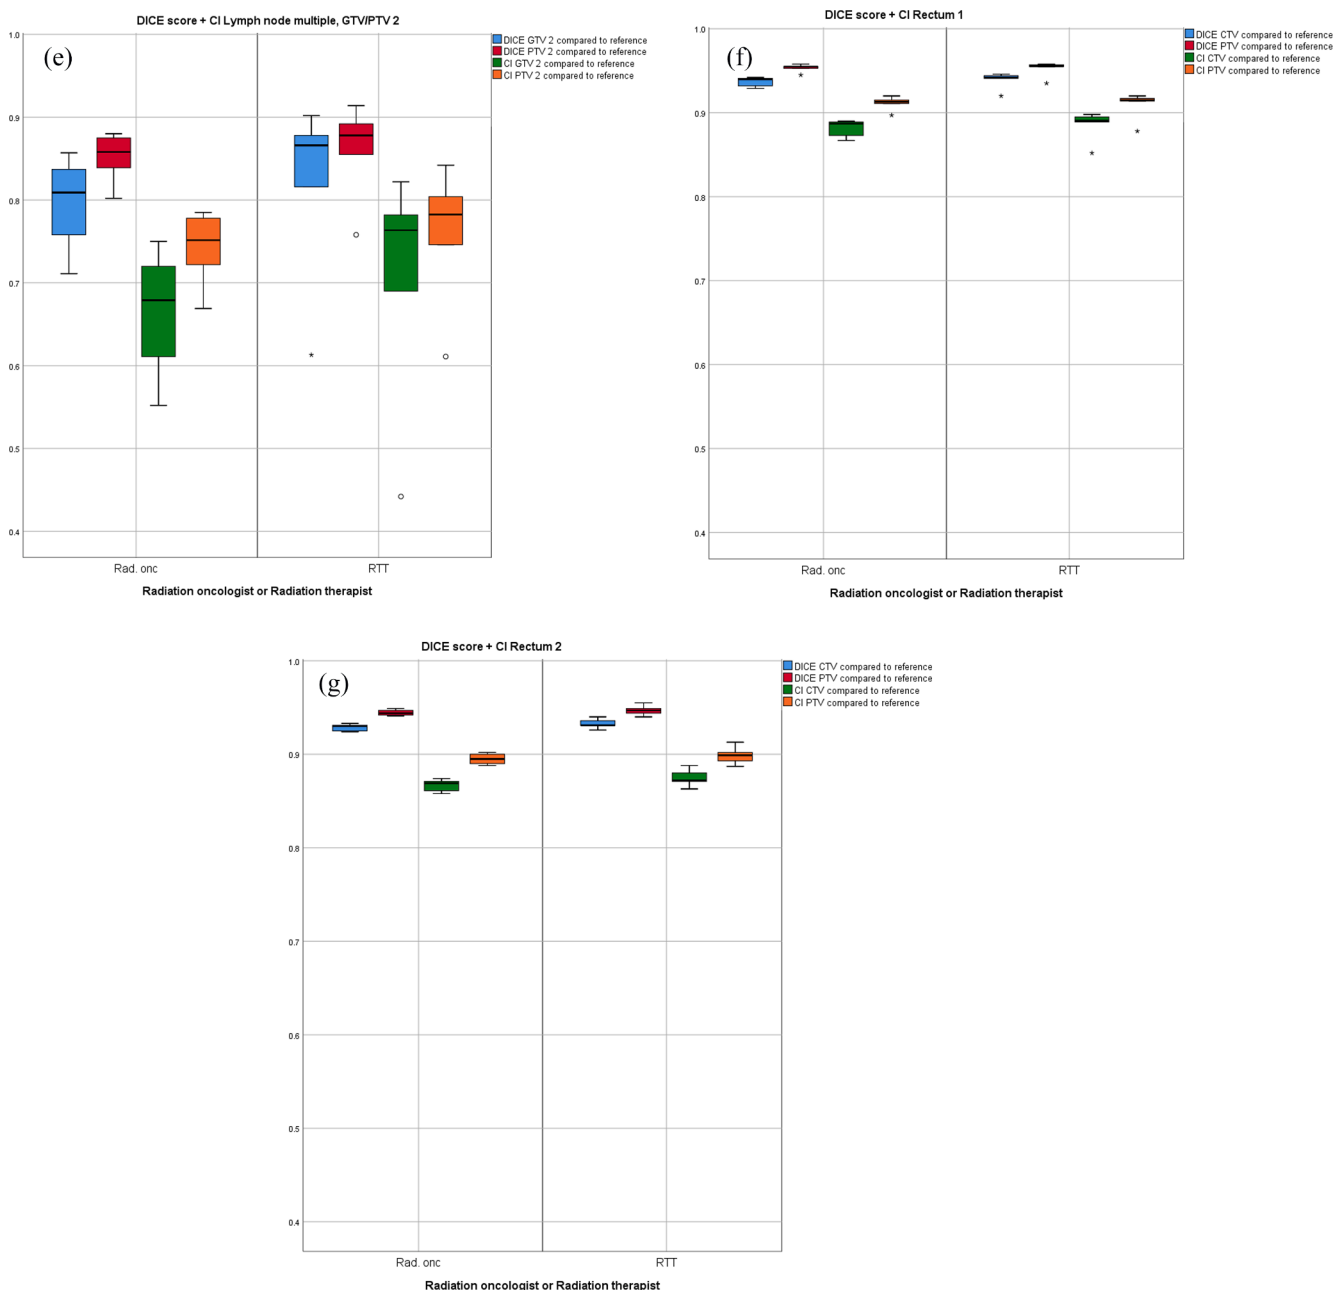 DICE score + CI Lymph node multiple, GTV/PTV 2
(e)
DICE GTV 2 compared to reference
DICE PTV 2 compared to reference
CI GTV 2 compared to reference
CI PTV 2 compared to reference
1.0
0.9
0.8
0.7
0.6
0.5
0.4
Rad. onc
RTT
Radiation oncologist or Radiation therapist
DICE score + CI Rectum 1
(f)
DICE CTV compared to reference
DICE PTV compared to reference
CI CTV compared to reference
CI PTV compared to reference
1.0
0.9
0.8
0.7
0.6
0.5
0.4
Rad. onc
RTT
Radiation oncologist or Radiation therapist
DICE score + CI Rectum 2
(g)
DICE CTV compared to reference
DICE PTV compared to reference
CI CTV compared to reference
CI PTV compared to reference
1.0
0.9
0.8
0.7
0.6
0.5
0.4
Rad. onc
RTT
Radiation oncologist or Radiation therapist